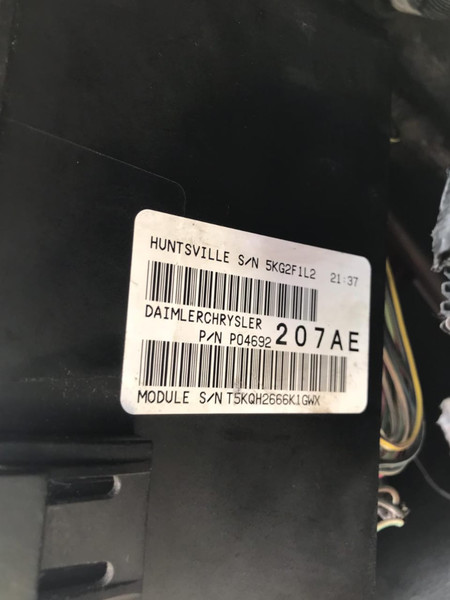 HUNTSVILLE S/N 5KG2F1L2 21:37
DAIMLERCHRYSLER
P/N P04692 207AE
MODULE S/N T5KQH2666K1GWX